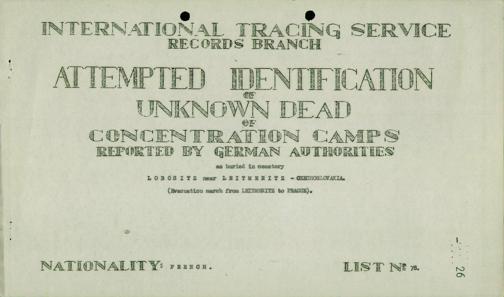 INTERNATIONAL TRACING SERVICE
RECORDS BRANCH
ATTEMPTED IDENTIFICATION
OF
UNKNOWN DEAD
OF
CONCENTRATION CAMPS
REPORTED BY GERMAN AUTHORITIES
as buried in cemetery
LOBOSITZ near LEITMERITZ - CZECHOSLOVAKIA.
(Evacuation march from LEITMERITZ to PRAGUE).
NATIONALITY: FRENCH.
LIST Nº 78.
26